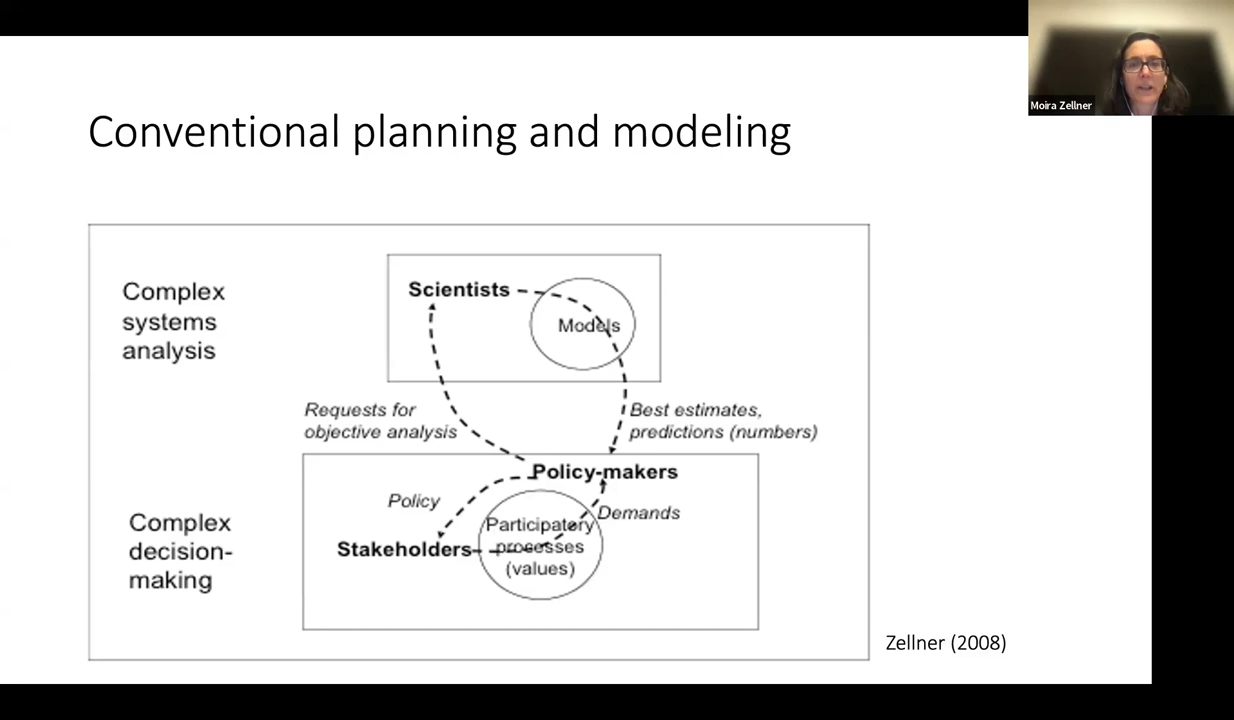 Moira Zellner
Conventional planning and modeling
Complex
systems
analysis
Scientists
Models
Requests for
objective analysis
Best estimates,
predictions (numbers)
Policy-makers
Policy
Demands
Complex
decision-
making
Stakeholders
Participatory
processes
(values)
Zellner (2008)